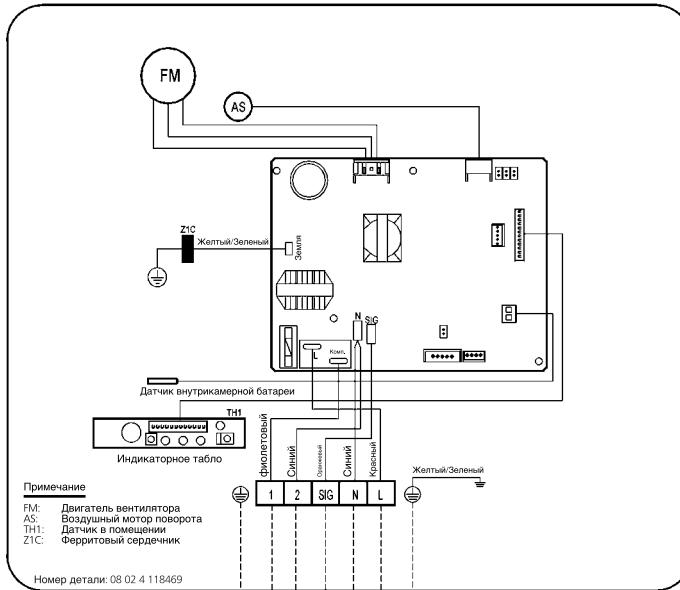 FM
AS
Z1C
Желтый/Зеленый
Земля
N
SIG
L
Комп.
Датчик внутрикамерной батареи
TH1
Индикаторное табло
фиолетовый
Синий
Оранжевый
Синий
Красный
Желтый/Зеленый
1 2 SIG N L
Примечание
FM: Двигатель вентилятора
AS: Воздушный мотор поворота
TH1: Датчик в помещении
Z1C: Ферритовый сердечник
Номер детали: 08 02 4 118469